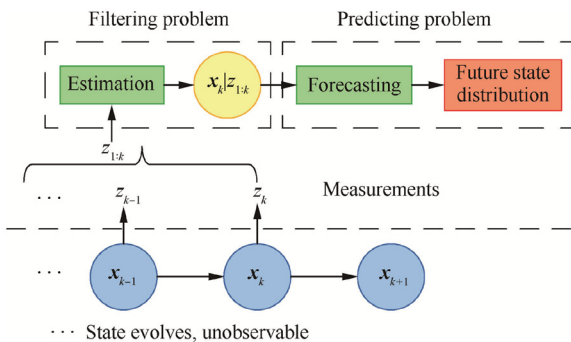 Filtering problem
Predicting problem
Estimation
x_k|z_{1:k}
Forecasting
Future state
distribution
z_{1:k}
... z_{k-1} z_k Measurements
... x_{k-1} x_k x_{k+1}
... State evolves, unobservable